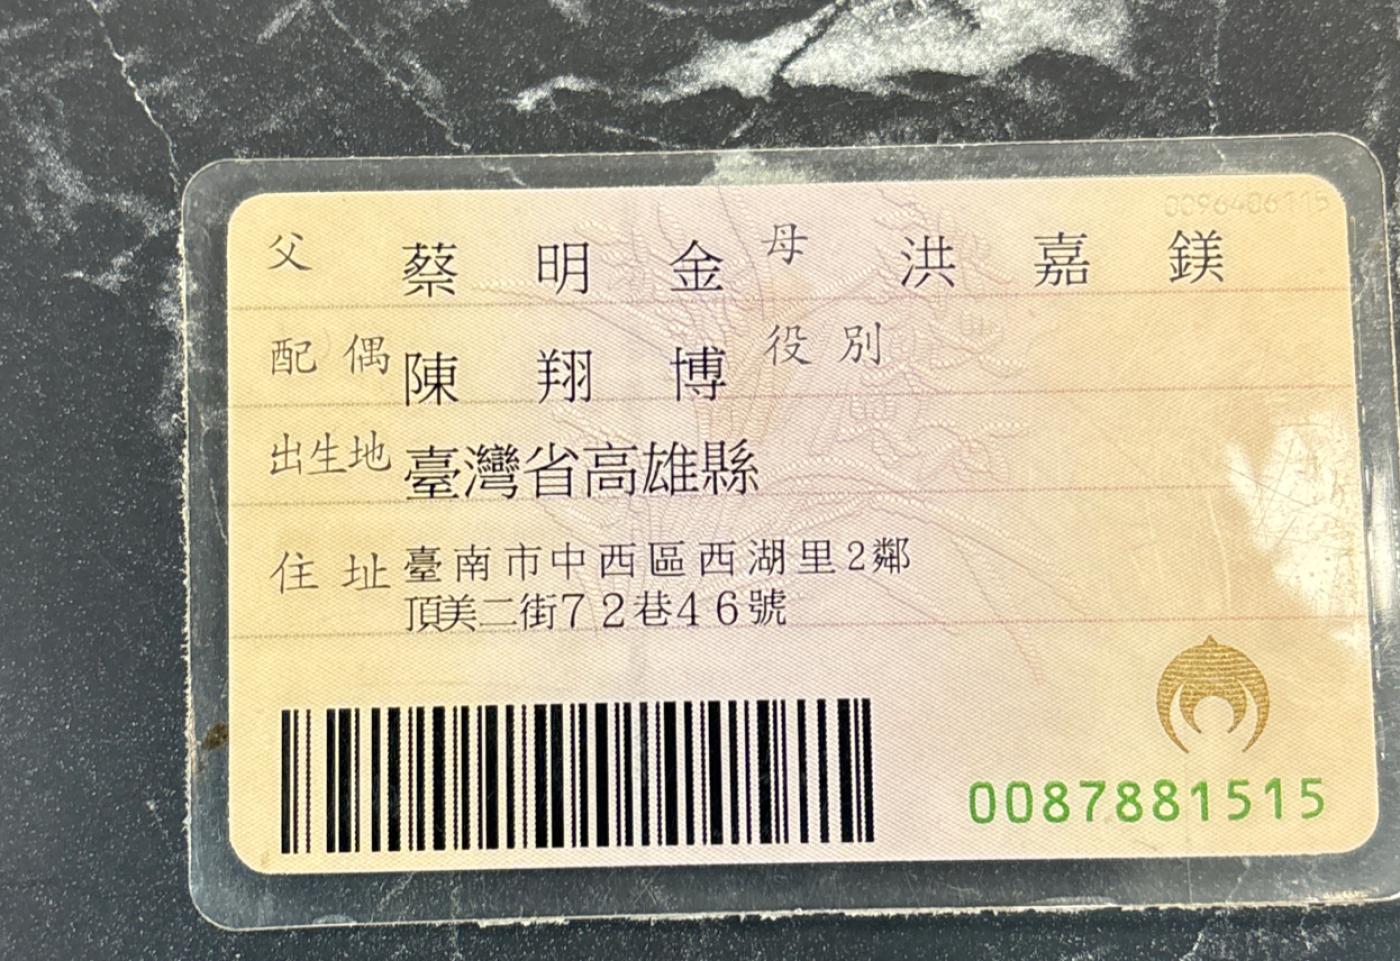 0096406115
父 蔡明金 母 洪嘉鎂
配偶 陳翔博 役別
出生地 臺灣省高雄縣
住址 臺南市中西區西湖里2鄰
頂美二街72巷46號
0087881515